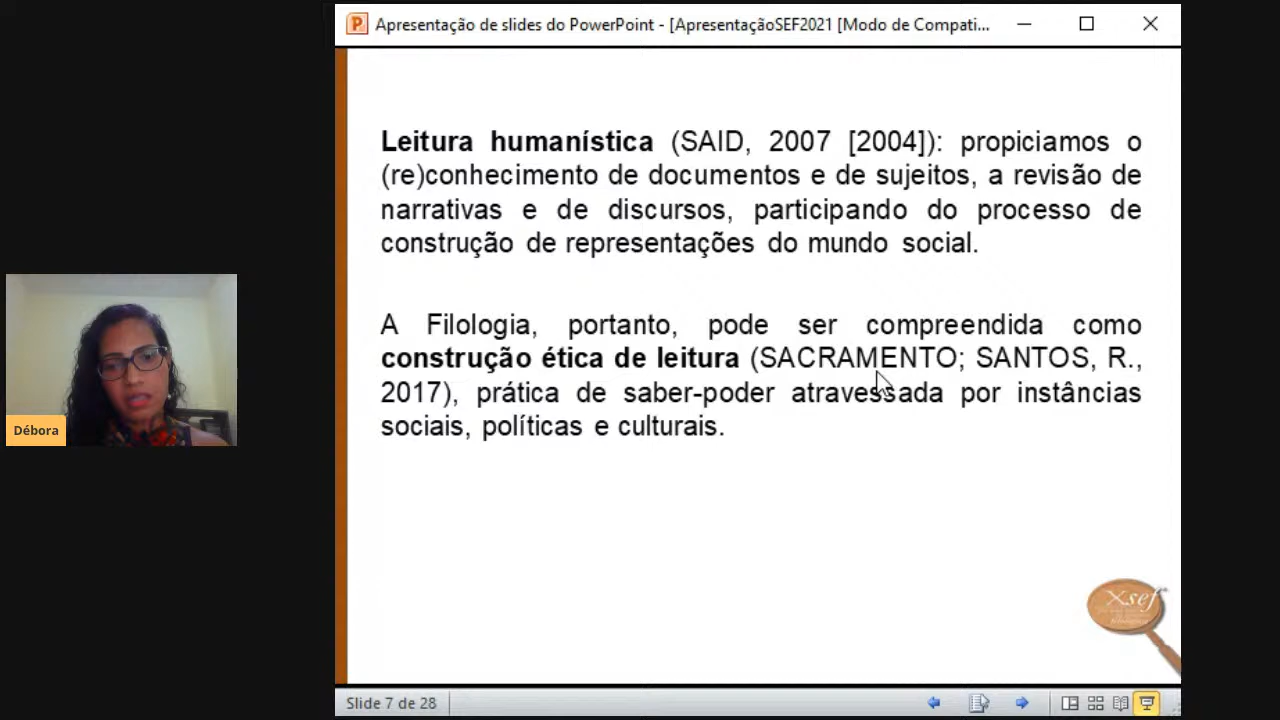 Apresentação de slides do PowerPoint - [ApresentaçãoSEF2021 [Modo de Compati...
Leitura humanística (SAID, 2007 [2004]): propiciamos o
(re)conhecimento de documentos e de sujeitos, a revisão de
narrativas e de discursos, participando do processo de
construção de representações do mundo social.
A Filologia, portanto, pode ser compreendida como
construção ética de leitura (SACRAMENTO; SANTOS, R.,
2017), prática de saber-poder atravessada por instâncias
sociais, políticas e culturais.
Débora
Xsef
Slide 7 de 28